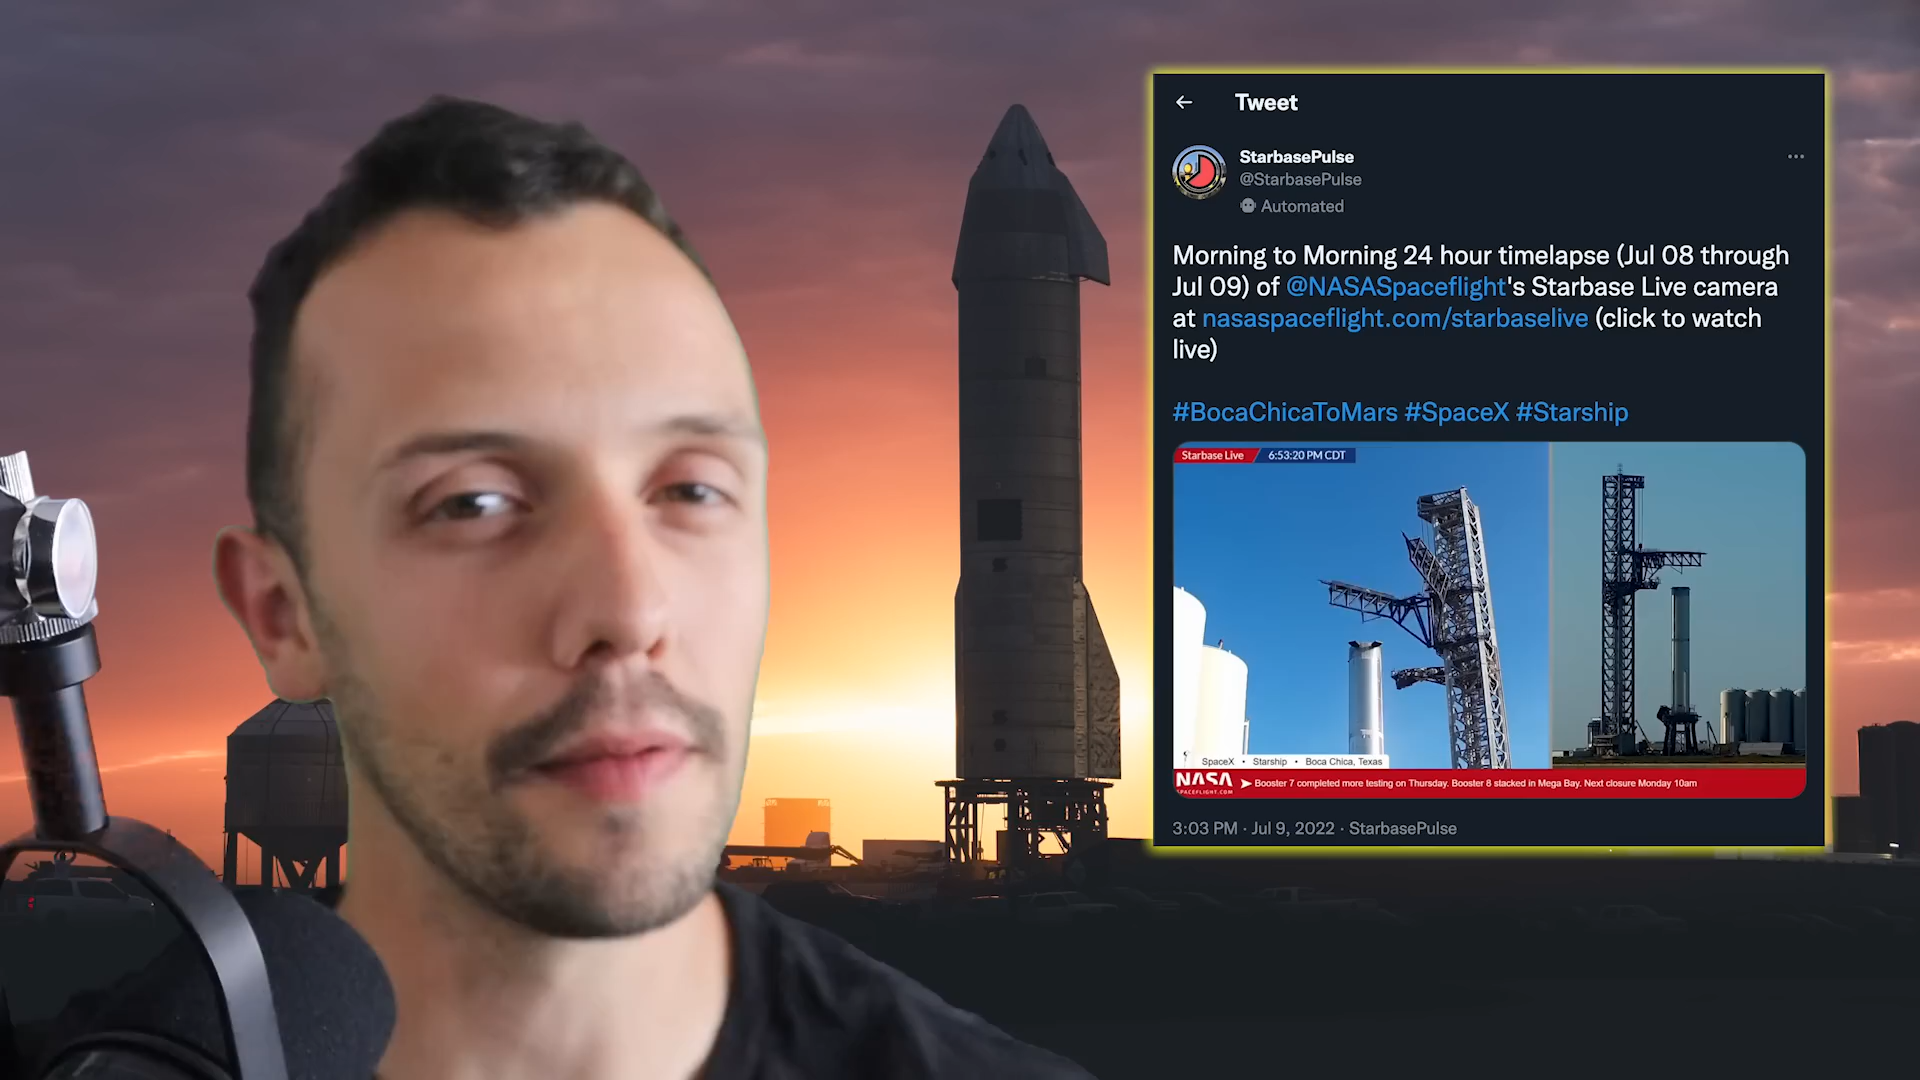 Tweet
StarbasePulse
@StarbasePulse
Automated
Morning to Morning 24 hour timelapse (Jul 08 through
Jul 09) of @NASASpaceflight's Starbase Live camera
at nasaspaceflight.com/starbaselive (click to watch
live)
#BocaChicaToMars #SpaceX #Starship
Starbase Live 6:53:20 PM CDT
SpaceX • Starship • Boca Chica, Texas
NASA
SPACEFLIGHT.COM
Booster 7 completed more testing on Thursday. Booster 8 stacked in Mega Bay. Next closure Monday 10am
3:03 PM · Jul 9, 2022 · StarbasePulse